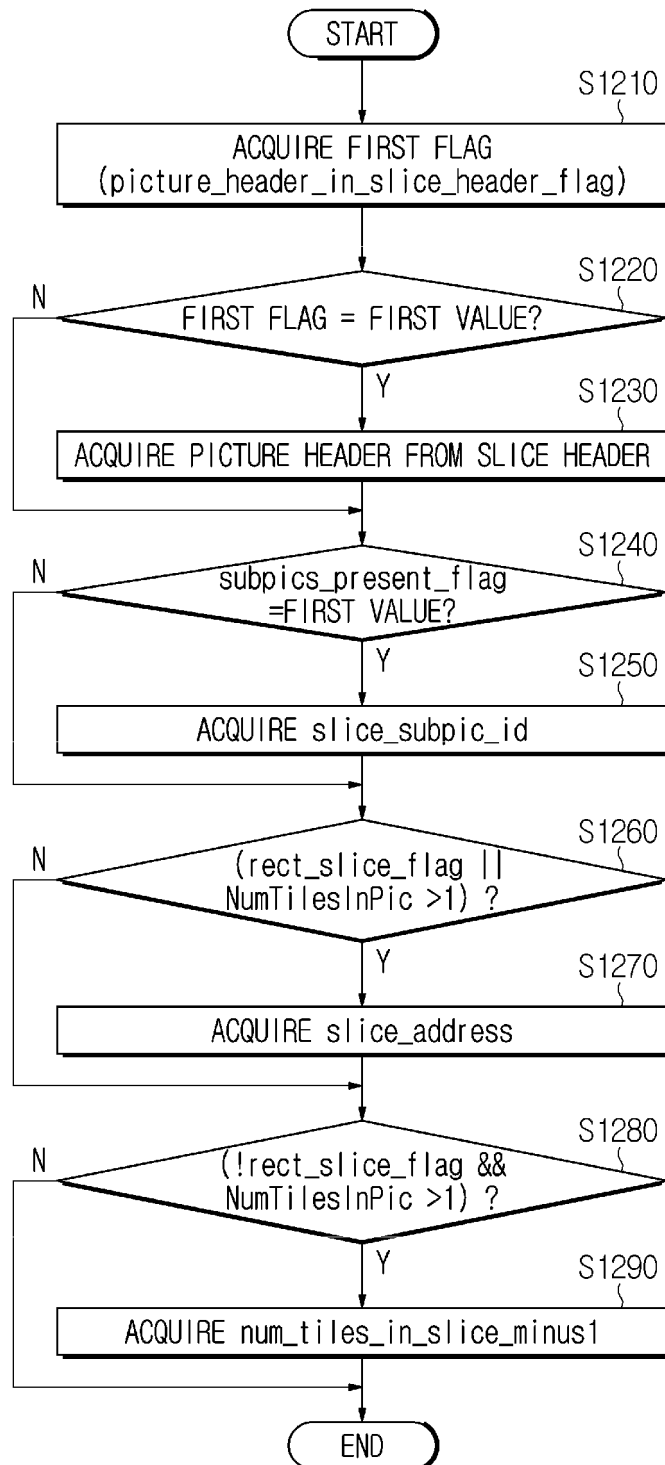 START
S1210
ACQUIRE FIRST FLAG
(picture_header_in_slice_header_flag)
S1220
N
FIRST FLAG = FIRST VALUE?
Y
S1230
ACQUIRE PICTURE HEADER FROM SLICE HEADER
S1240
N
subpics_present_flag
=FIRST VALUE?
Y
S1250
ACQUIRE slice_subpic_id
S1260
N
(rect_slice_flag ||
NumTilesInPic >1) ?
Y
S1270
ACQUIRE slice_address
S1280
N
(!rect_slice_flag &&
NumTilesInPic >1) ?
Y
S1290
ACQUIRE num_tiles_in_slice_minus1
END